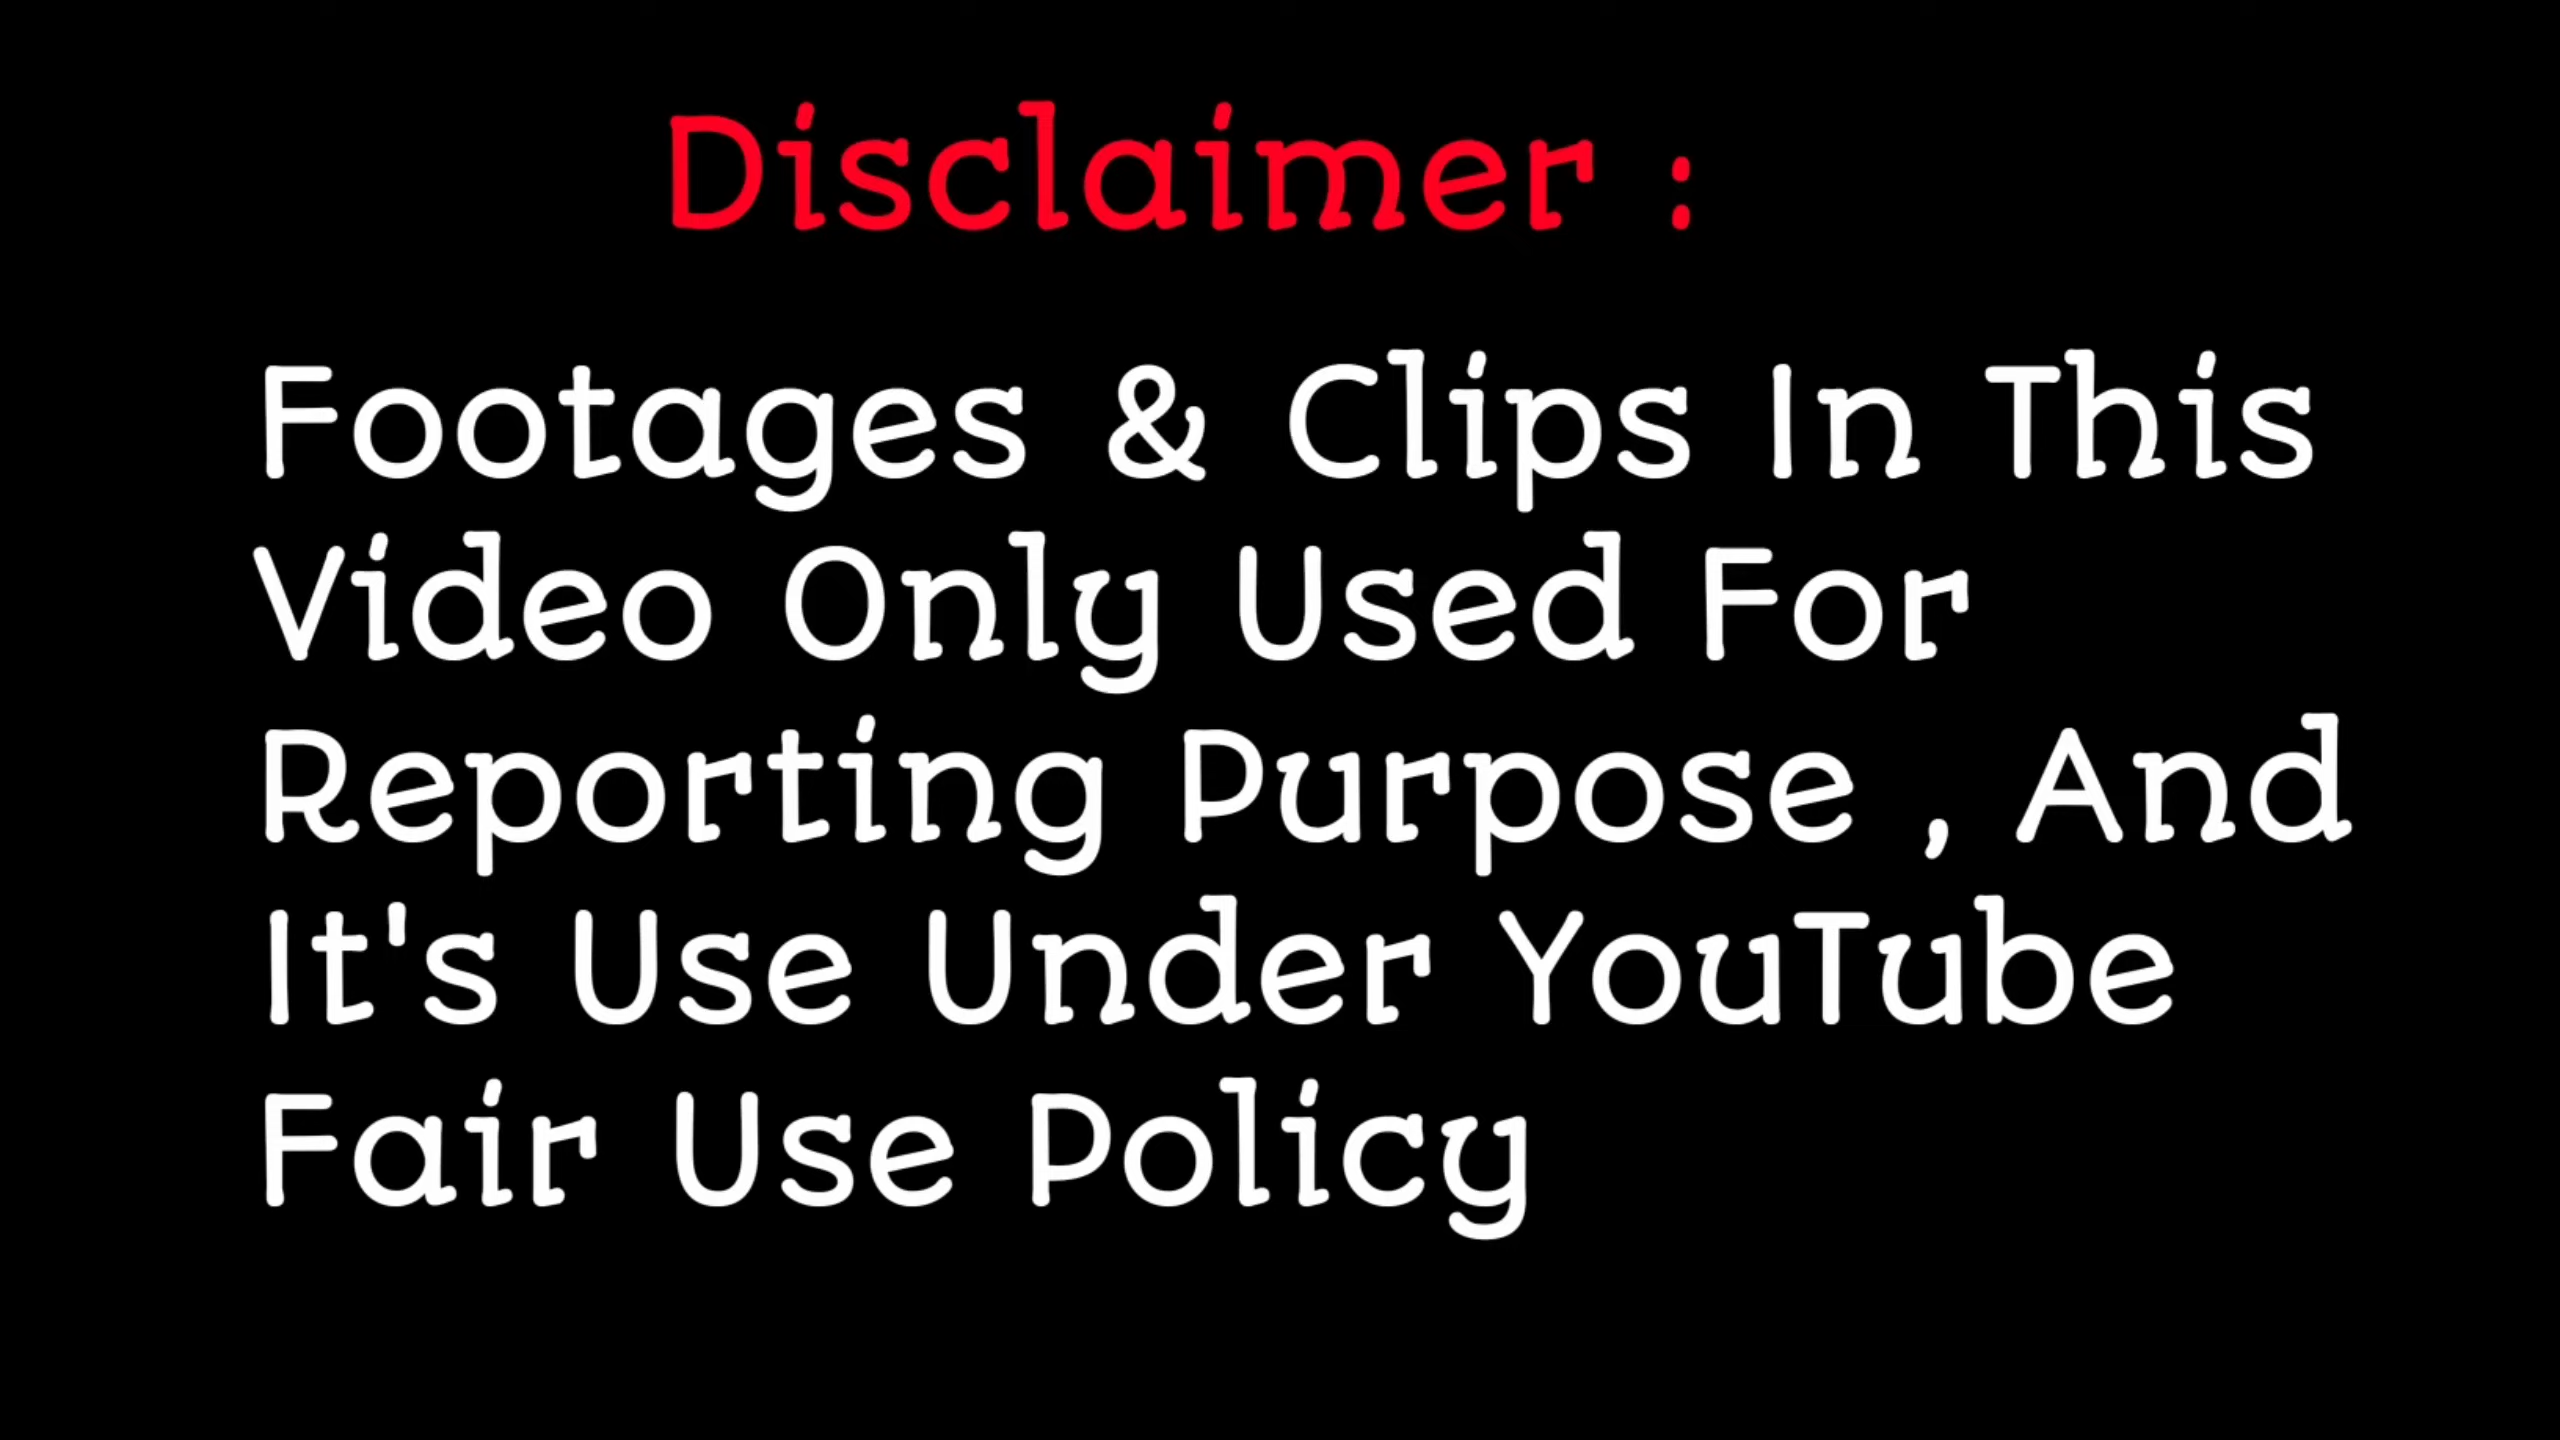 Disclaimer :
Footages & Clips In This
Video Only Used For
Reporting Purpose , And
It's Use Under YouTube
Fair Use Policy